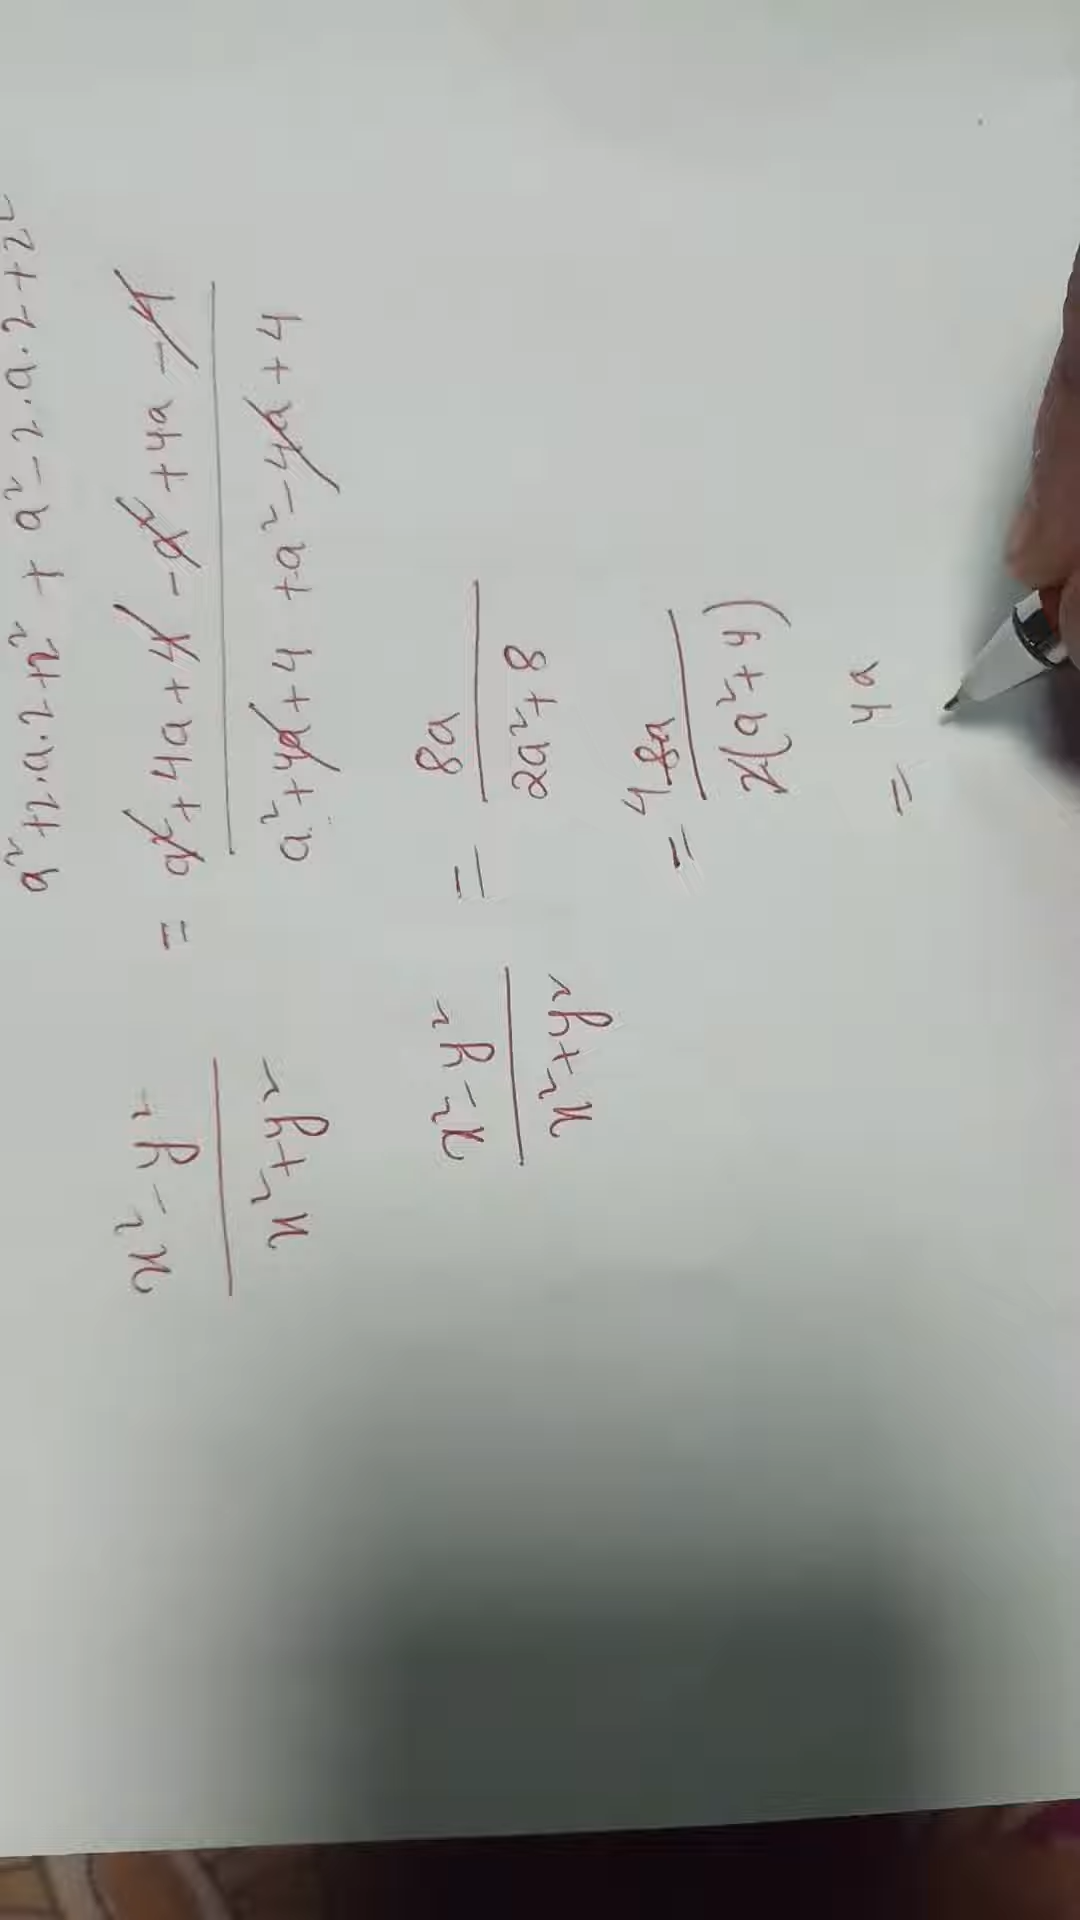 a²+2.a.2+2² + a²-2.a.2+2²
x²-y² / x²+y² = a²+4a+4-a²+4a-4 / a²+4a+4+a²-4a+4
x²-y² / x²+y² = 8a / 2a²+8
= 4 8a / 2(a²+4)
= 4a